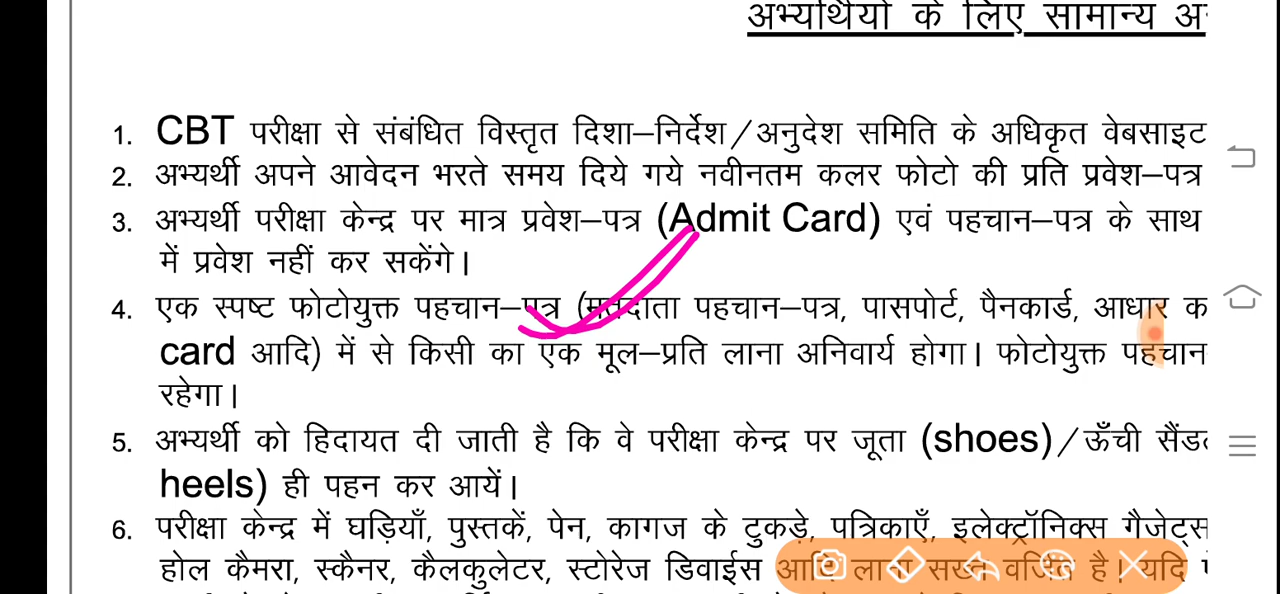 अभ्यर्थियों के लिए सामान्य
1. CBT परीक्षा से संबंधित विस्तृत दिशा–निर्देश/अनुदेश समिति के अधिकृत वेबसाइट
2. अभ्यर्थी अपने आवेदन भरते समय दिये गये नवीनतम कलर फोटो की प्रति प्रवेश–पत्र
3. अभ्यर्थी परीक्षा केन्द्र पर मात्र प्रवेश–पत्र (Admit Card) एवं पहचान–पत्र के साथ
में प्रवेश नहीं कर सकेंगे।
4. एक स्पष्ट फोटोयुक्त पहचान–पत्र (मतदाता पहचान–पत्र, पासपोर्ट, पैनकार्ड, आधार
card आदि) में से किसी का एक मूल–प्रति लाना अनिवार्य होगा। फोटोयुक्त पहचान
रहेगा।
5. अभ्यर्थी को हिदायत दी जाती है कि वे परीक्षा केन्द्र पर जूता (shoes)/ऊँची
heels) ही पहन कर आयें।
6. परीक्षा केन्द्र में घड़ियाँ, पुस्तकें, पेन, कागज के टुकड़े, पत्रिकाएँ, इलेक्ट्रॉनिक्स गैजेट्स
होल कैमरा, स्कैनर, कैलकुलेटर, स्टोरेज डिवाईस आदि लाना सख्त वर्जित है। यदि